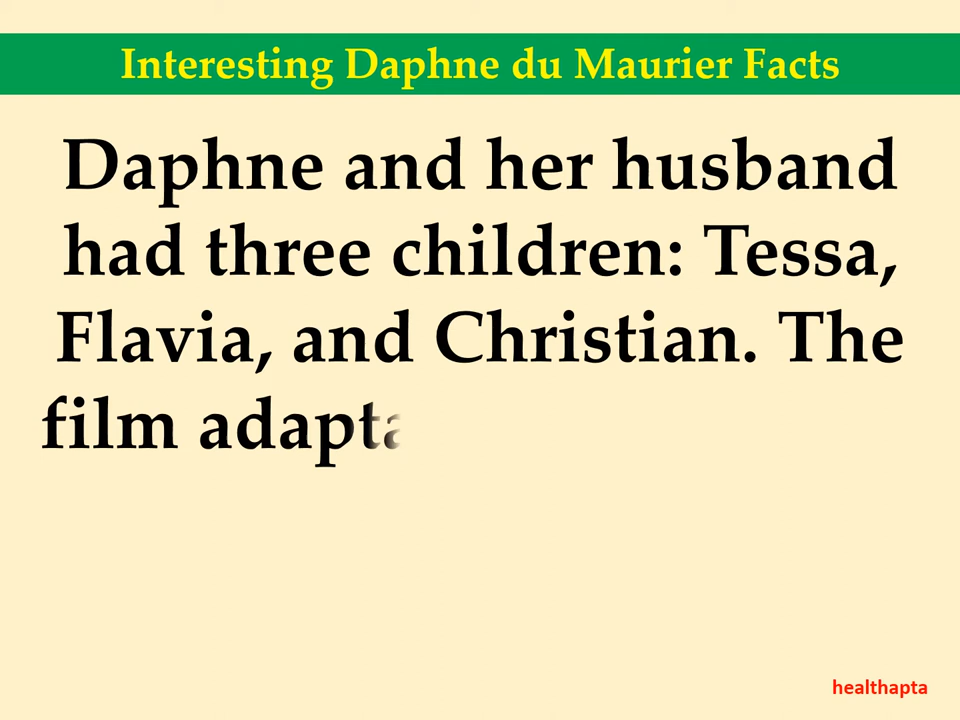 Interesting Daphne du Maurier Facts
Daphne and her husband
had three children: Tessa,
Flavia, and Christian. The
film adapta
healthapta